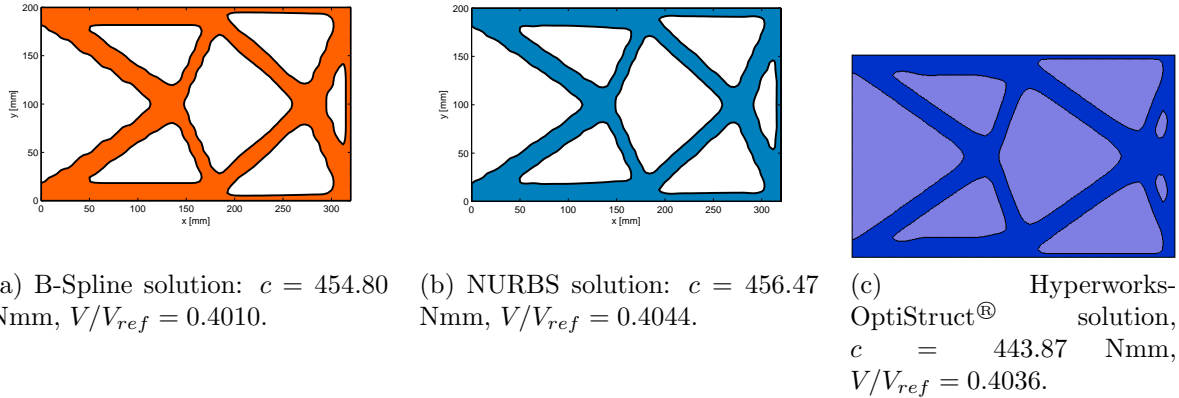 200
150
100
50
0
y [mm]
0 50 100 150 200 250 300
x [mm]
200
150
100
50
0
y [mm]
0 50 100 150 200 250 300
x [mm]
a) B-Spline solution: c = 454.80
Nmm, V/V_ref = 0.4010.
(b) NURBS solution: c = 456.47
Nmm, V/V_ref = 0.4044.
(c) Hyperworks-
OptiStruct® solution,
c = 443.87 Nmm,
V/V_ref = 0.4036.